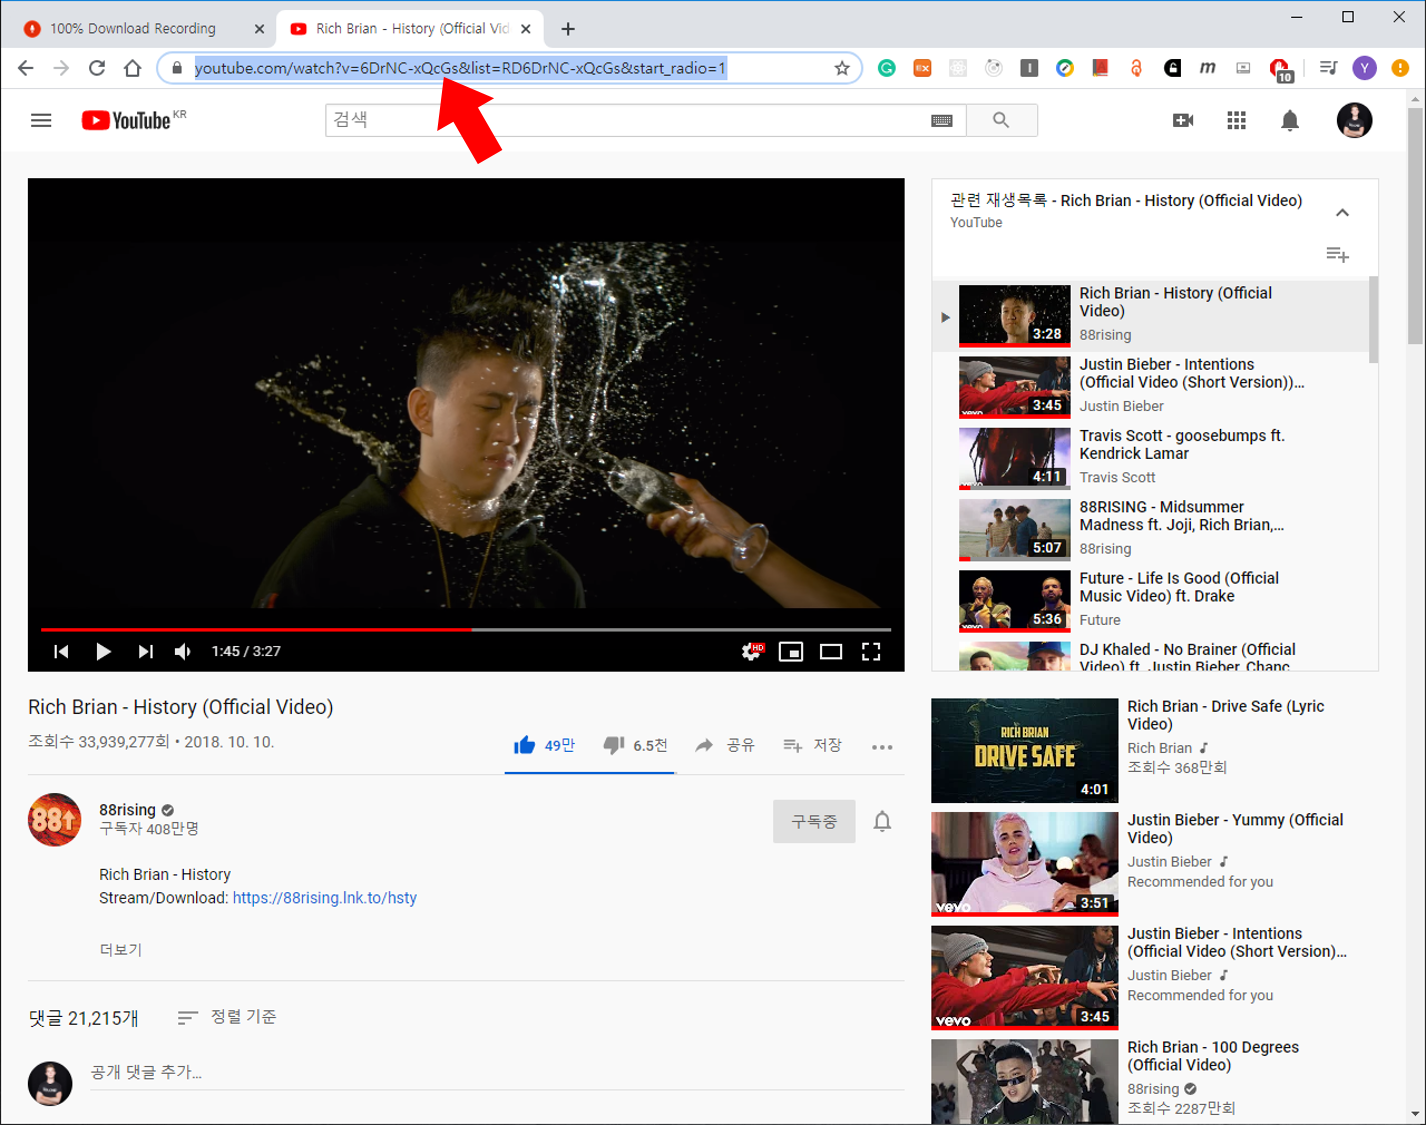 100% Download Recording
Rich Brian - History (Official Vid
youtube.com/watch?v=6DrNC-xQcGs&list=RD6DrNC-xQcGs&start_radio=1
10
Y
YouTube KR
검색
1:45 / 3:27
HD
Rich Brian - History (Official Video)
조회수 33,939,277회 • 2018. 10. 10.
49만
6.5천
공유
저장
88↑
88rising
구독자 408만명
구독중
Rich Brian - History
Stream/Download: https://88rising.lnk.to/hsty
더보기
댓글 21,215개
정렬 기준
공개 댓글 추가...
관련 재생목록 - Rich Brian - History (Official Video)
YouTube
3:28
Rich Brian - History (Official
Video)
88rising
vevo
3:45
Justin Bieber - Intentions
(Official Video (Short Version))...
Justin Bieber
vevo
4:11
Travis Scott - goosebumps ft.
Kendrick Lamar
Travis Scott
5:07
88RISING - Midsummer
Madness ft. Joji, Rich Brian,...
88rising
vevo
5:36
Future - Life Is Good (Official
Music Video) ft. Drake
Future
DJ Khaled - No Brainer (Official
Video) ft. Justin Bieber, Chanc
RICH BRIAN
DRIVE SAFE
4:01
Rich Brian - Drive Safe (Lyric
Video)
Rich Brian
조회수 368만회
vevo
3:51
Justin Bieber - Yummy (Official
Video)
Justin Bieber
Recommended for you
vevo
3:45
Justin Bieber - Intentions
(Official Video (Short Version)...
Justin Bieber
Recommended for you
Rich Brian - 100 Degrees
(Official Video)
88rising
조회수 2287만회